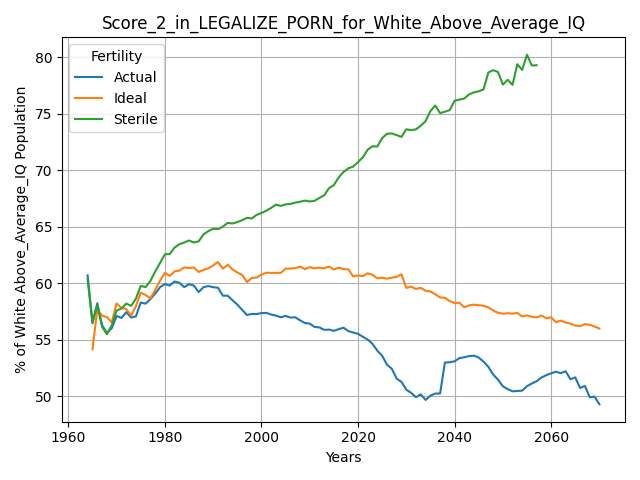 Score_2_in_LEGALIZE_PORN_for_White_Above_Average_IQ
Fertility
Actual
Ideal
Sterile
% of White Above_Average_IQ Population
80
75
70
65
60
55
50
1960
1980
2000
2020
2040
2060
Years